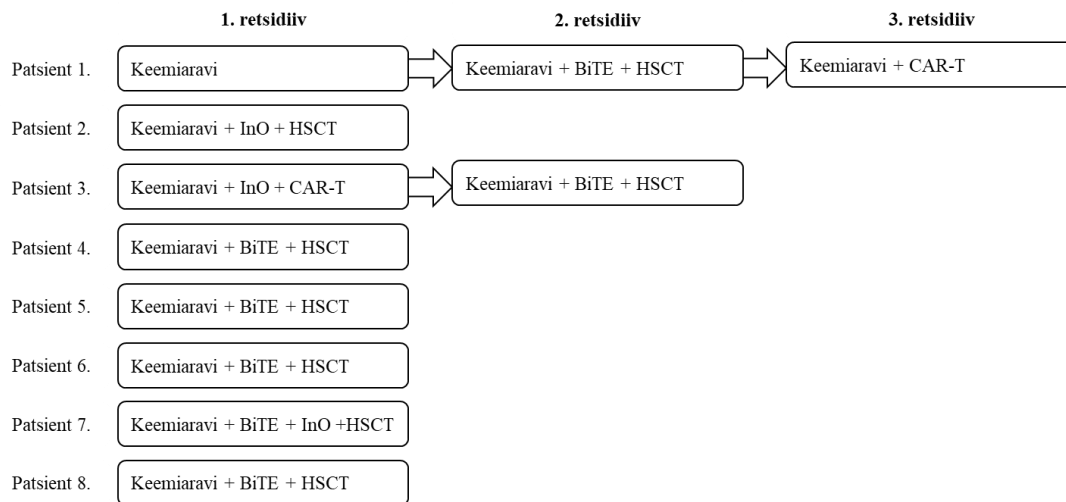 1. retsidiiv 2. retsidiiv 3. retsidiiv
Patsient 1. Keemiaravi Keemiaravi + BiTE + HSCT Keemiaravi + CAR-T
Patsient 2. Keemiaravi + InO + HSCT
Patsient 3. Keemiaravi + InO + CAR-T Keemiaravi + BiTE + HSCT
Patsient 4. Keemiaravi + BiTE + HSCT
Patsient 5. Keemiaravi + BiTE + HSCT
Patsient 6. Keemiaravi + BiTE + HSCT
Patsient 7. Keemiaravi + BiTE + InO +HSCT
Patsient 8. Keemiaravi + BiTE + HSCT